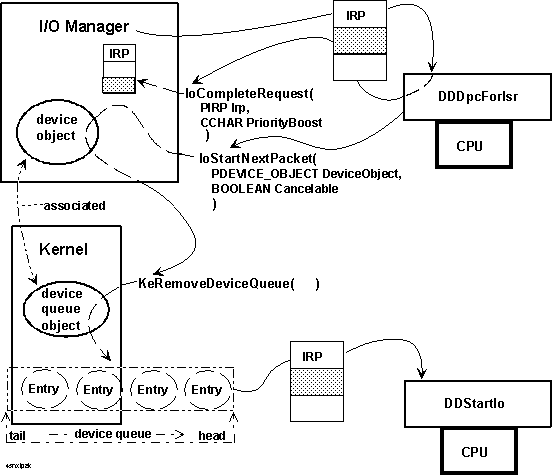 I/O Manager
IRP
IRP
IoCompleteRequest(
PIRP Irp,
CCHAR PriorityBoost
)
DDDpcForIsr
CPU
device
object
IoStartNextPacket(
PDEVICE_OBJECT DeviceObject,
BOOLEAN Cancelable
)
associated
Kernel
KeRemoveDeviceQueue( )
device
queue
object
IRP
Entry Entry Entry Entry
DDStartIo
tail device queue head
CPU